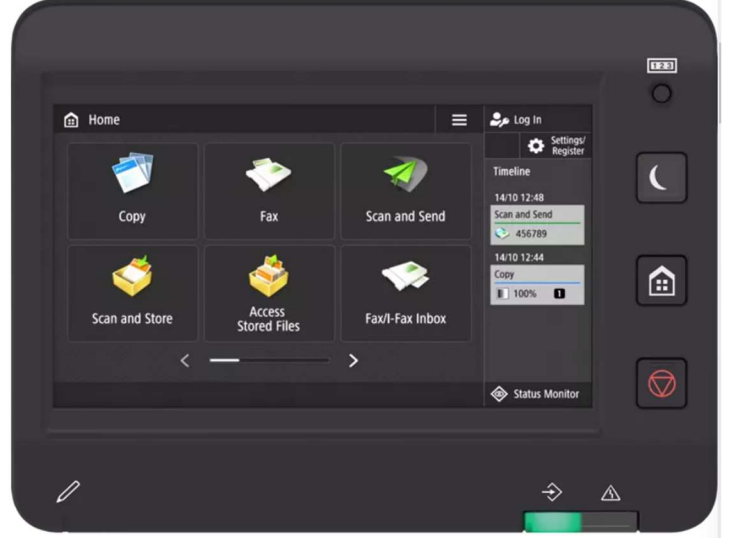 123
Home
Log In
Settings/
Register
Timeline
14/10 12:48
Scan and Send
456789
14/10 12:44
Copy
100% 1
Copy
Fax
Scan and Send
Scan and Store
Access
Stored Files
Fax/I-Fax Inbox
Status Monitor